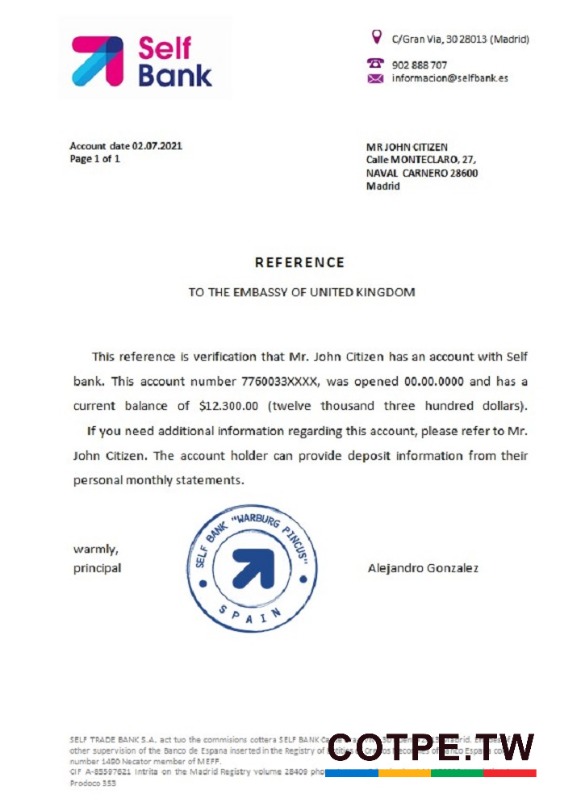 Self
Bank
C/Gran Via, 30 28013 (Madrid)
902 888 707
informacion@selfbank.es
Account date 02.07.2021
Page 1 of 1
MR JOHN CITIZEN
Calle MONTECLARO, 27,
NAVAL CARNERO 28600
Madrid
REFERENCE
TO THE EMBASSY OF UNITED KINGDOM
This reference is verification that Mr. John Citizen has an account with Self
bank. This account number 7760033XXXX, was opened 00.00.0000 and has a
current balance of $12.300.00 (twelve thousand three hundred dollars).
If you need additional information regarding this account, please refer to Mr.
John Citizen. The account holder can provide deposit information from their
personal monthly statements.
warmly,
principal
SELF BANK "WARBURG PINCUS"
SPAIN
Alejandro Gonzalez
SELF TRADE BANK S.A. act tuo the commisions cottera SELF BANK
other supervision of the Banco de Espana inserted in the Registry of
number 1490 Necator member of MEFF.
CIF A-85597821 Intrita on the Madrid Registry volume 28409
Prodoco 353
COTPE.TW